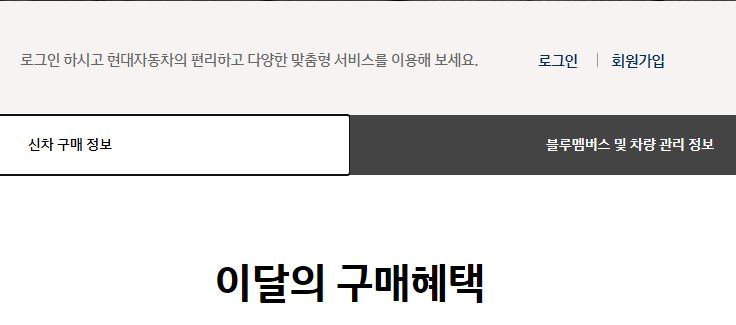 로그인 하시고 현대자동차의 편리하고 다양한 맞춤형 서비스를 이용해 보세요. 로그인 | 회원가입
신차 구매 정보 블루멤버스 및 차량 관리 정보
이달의 구매혜택